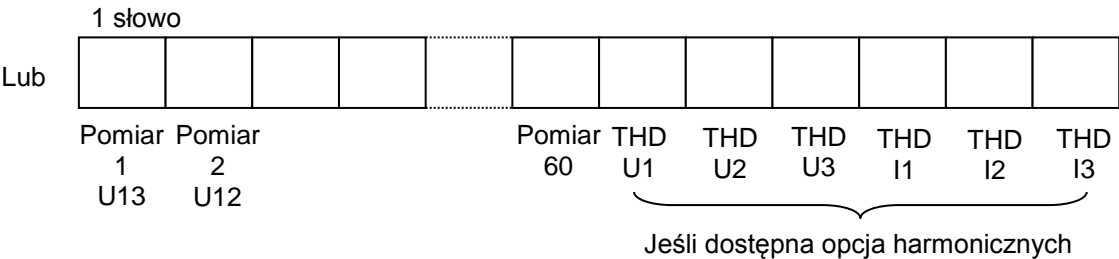 1 słowo
Lub
Pomiar Pomiar Pomiar THD THD THD THD THD THD
1 2 60 U1 U2 U3 I1 I2 I3
U13 U12
Jeśli dostępna opcja harmonicznych